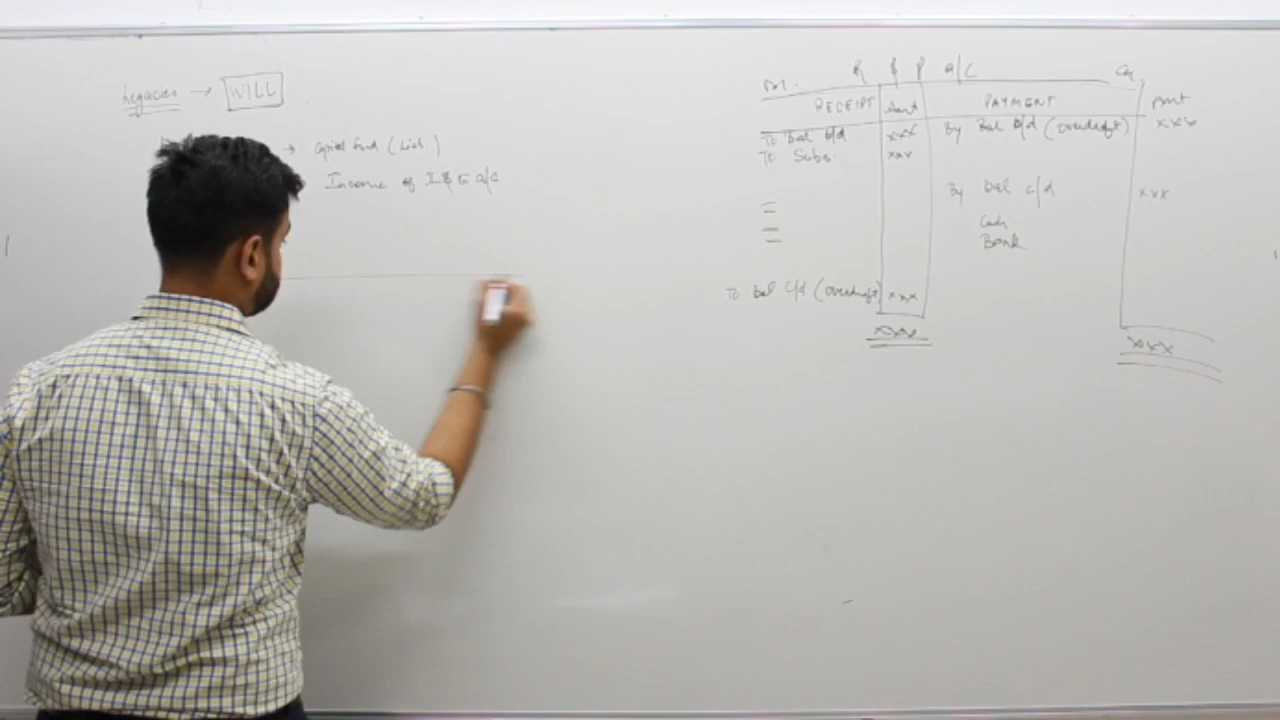 Legacies → WILL
→ Capital fund (Liab.)
Income of I & E A/C
Dr. R & P A/C Cr
RECEIPT Amt PAYMENT Amt
To Bal b/d xxx By Bal b/d (overdraft) xxx
To Subs. xxx
By bal c/d xxx
Cash
Bank
To bal c/d (overdraft) xxx
xxx xxx